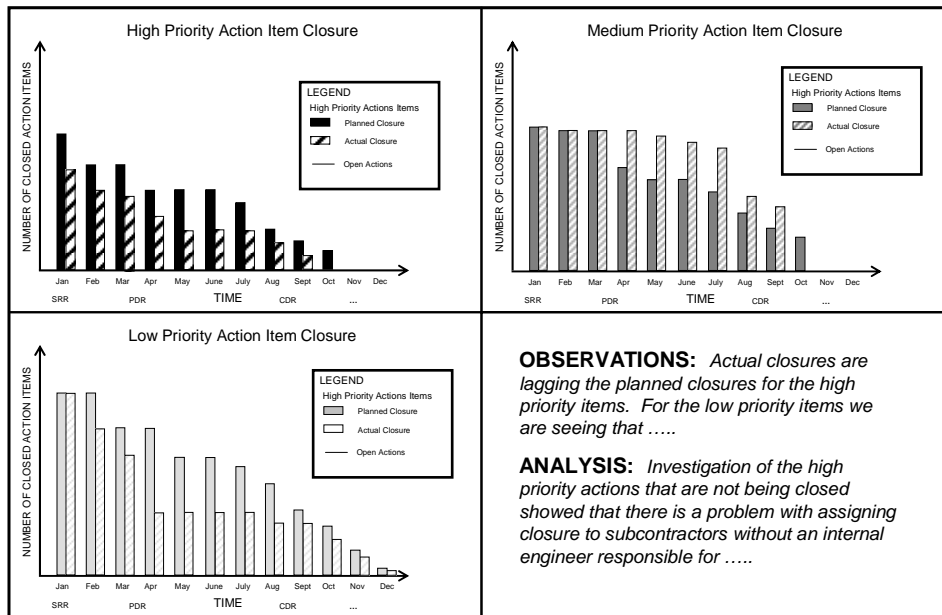 High Priority Action Item Closure
NUMBER OF CLOSED ACTION ITEMS
LEGEND
High Priority Actions Items
Planned Closure
Actual Closure
Open Actions
Jan Feb Mar Apr May June July Aug Sept Oct Nov Dec
SRR PDR TIME CDR ...
Medium Priority Action Item Closure
NUMBER OF CLOSED ACTION ITEMS
LEGEND
High Priority Actions Items
Planned Closure
Actual Closure
Open Actions
Jan Feb Mar Apr May June July Aug Sept Oct Nov Dec
SRR PDR TIME CDR ...
Low Priority Action Item Closure
NUMBER OF CLOSED ACTION ITEMS
LEGEND
High Priority Actions Items
Planned Closure
Actual Closure
Open Actions
Jan Feb Mar Apr May June July Aug Sept Oct Nov Dec
SRR PDR TIME CDR ...
OBSERVATIONS: Actual closures are
lagging the planned closures for the high
priority items. For the low priority items we
are seeing that …..
ANALYSIS: Investigation of the high
priority actions that are not being closed
showed that there is a problem with assigning
closure to subcontractors without an internal
engineer responsible for …..